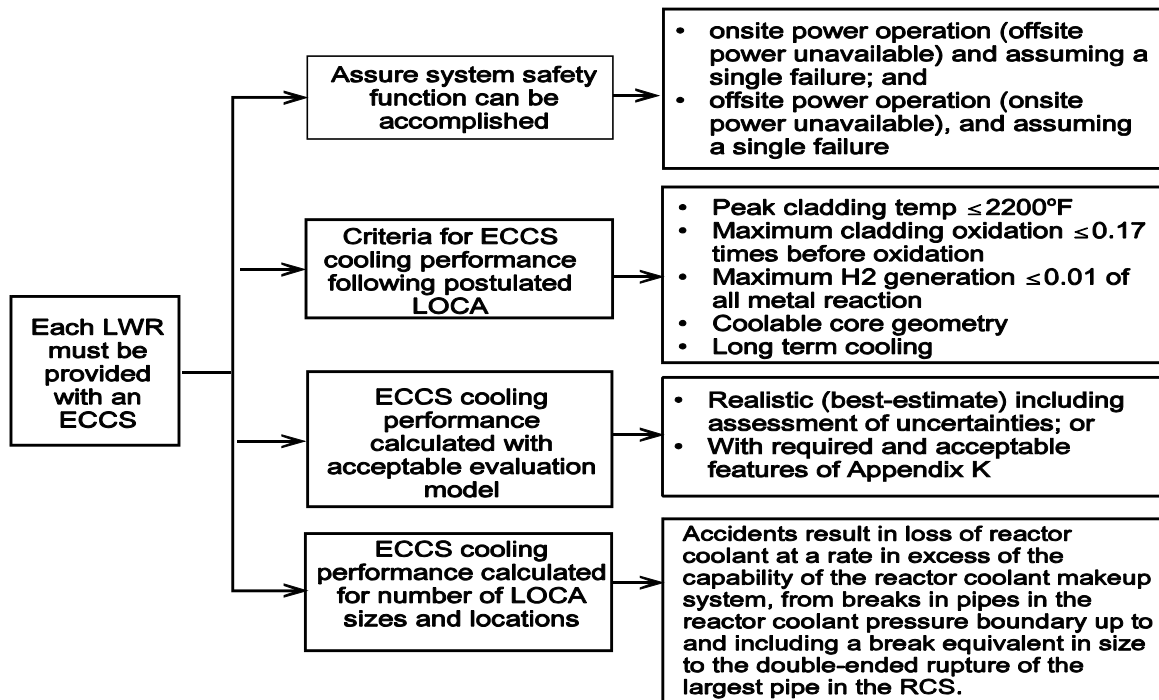 Each LWR
must be
provided
with an
ECCS
Assure system safety
function can be
accomplished
• onsite power operation (offsite
power unavailable) and assuming a
single failure; and
• offsite power operation (onsite
power unavailable), and assuming
a single failure
Criteria for ECCS
cooling performance
following postulated
LOCA
• Peak cladding temp ≤2200°F
• Maximum cladding oxidation ≤0.17
times before oxidation
• Maximum H2 generation ≤0.01 of
all metal reaction
• Coolable core geometry
• Long term cooling
ECCS cooling
performance
calculated with
acceptable evaluation
model
• Realistic (best-estimate) including
assessment of uncertainties; or
• With required and acceptable
features of Appendix K
ECCS cooling
performance calculated
for number of LOCA
sizes and locations
Accidents result in loss of reactor
coolant at a rate in excess of the
capability of the reactor coolant makeup
system, from breaks in pipes in the
reactor coolant pressure boundary up to
and including a break equivalent in size
to the double-ended rupture of the
largest pipe in the RCS.